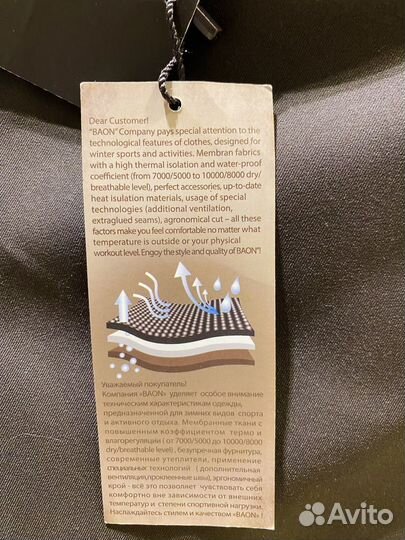 Dear Customer!
"BAON" Company pays special attention to the
technological features of clothes, designed for
winter sports and activities. Membran fabrics
with a high thermal isolation and water-proof
coefficient (from 7000/5000 to 10000/8000 dry/
breathable level), perfect accessories, up-to-date
heat isolation materials, usage of special
technologies (additional ventilation,
extraglued seams), agronomical cut – all these
factors make you feel comfortable no matter what
temperature is outside or your physical
workout level. Engoy the style and quality of BAON"!
Уважаемый покупатель!
Компания «BAON» уделяет особое внимание
техническим характеристикам одежды,
предназначенной для зимних видов спорта
и активного отдыха. Мембранные ткани с
повышенным коэффициентом термо и
влагорегуляции ( от 7000/5000 до 10000/8000
dry/breathable level) , безупречная фурнитура,
современные утеплители, применение
специальных технологий ( дополнительная
вентиляция,проклеенные швы), эргономичный
крой - всё это позволяет чувствовать себя
комфортно вне зависимости от внешних
температур и степени спортивной нагрузки.
Наслаждайтесь стилем и качеством «BAON» !
Avito